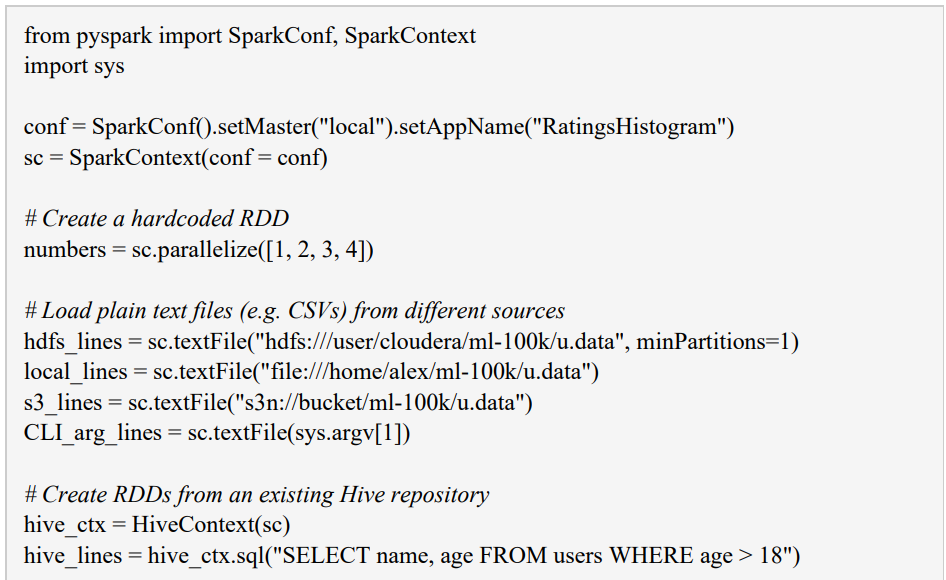 from pyspark import SparkConf, SparkContext
import sys
conf = SparkConf().setMaster("local").setAppName("RatingsHistogram")
sc = SparkContext(conf = conf)
# Create a hardcoded RDD
numbers = sc.parallelize([1, 2, 3, 4])
# Load plain text files (e.g. CSVs) from different sources
hdfs_lines = sc.textFile("hdfs:///user/cloudera/ml-100k/u.data", minPartitions=1)
local_lines = sc.textFile("file:///home/alex/ml-100k/u.data")
s3_lines = sc.textFile("s3n://bucket/ml-100k/u.data")
CLI_arg_lines = sc.textFile(sys.argv[1])
# Create RDDs from an existing Hive repository
hive_ctx = HiveContext(sc)
hive_lines = hive_ctx.sql("SELECT name, age FROM users WHERE age > 18")